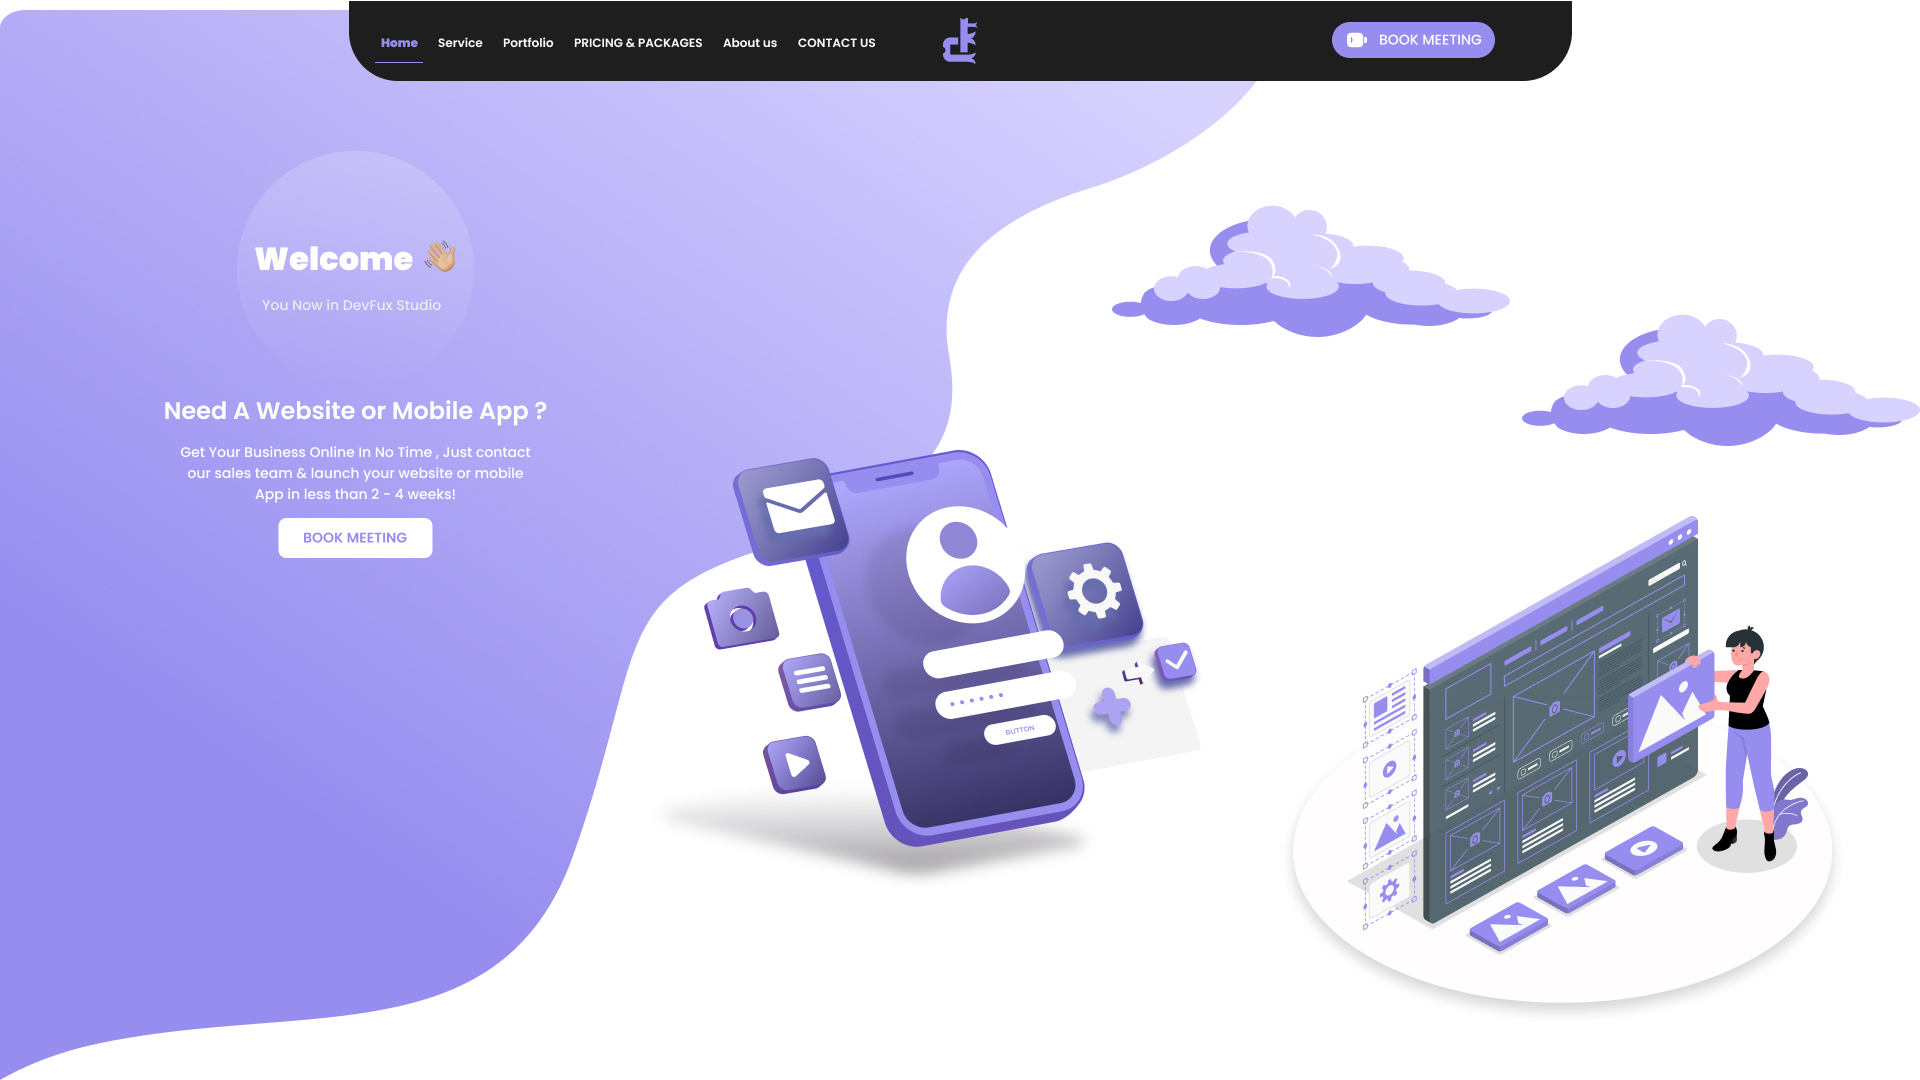 Home
Service
Portfolio
PRICING & PACKAGES
About us
CONTACT US
BOOK MEETING
Welcome 👋🏼
You Now in DevFux Studio
Need A Website or Mobile App ?
Get Your Business Online In No Time , Just contact
our sales team & launch your website or mobile
App in less than 2 - 4 weeks!
BOOK MEETING
BUTTON